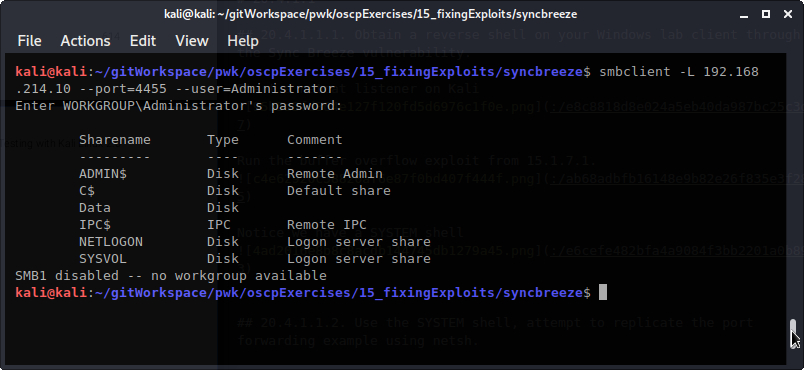 kali@kali: ~/gitWorkspace/pwk/oscpExercises/15_fixingExploits/syncbreeze
File Actions Edit View Help
kali@kali:~/gitWorkspace/pwk/oscpExercises/15_fixingExploits/syncbreeze$ smbclient -L 192.168
.214.10 --port=4455 --user=Administrator
Enter WORKGROUP\Administrator's password:
Sharename Type Comment
--------- ---- -------
ADMIN$ Disk Remote Admin
C$ Disk Default share
Data Disk
IPC$ IPC Remote IPC
NETLOGON Disk Logon server share
SYSVOL Disk Logon server share
SMB1 disabled -- no workgroup available
kali@kali:~/gitWorkspace/pwk/oscpExercises/15_fixingExploits/syncbreeze$
## 20.4.1.1.2. Use the SYSTEM shell, attempt to replicate the port
forwarding example using netsh.